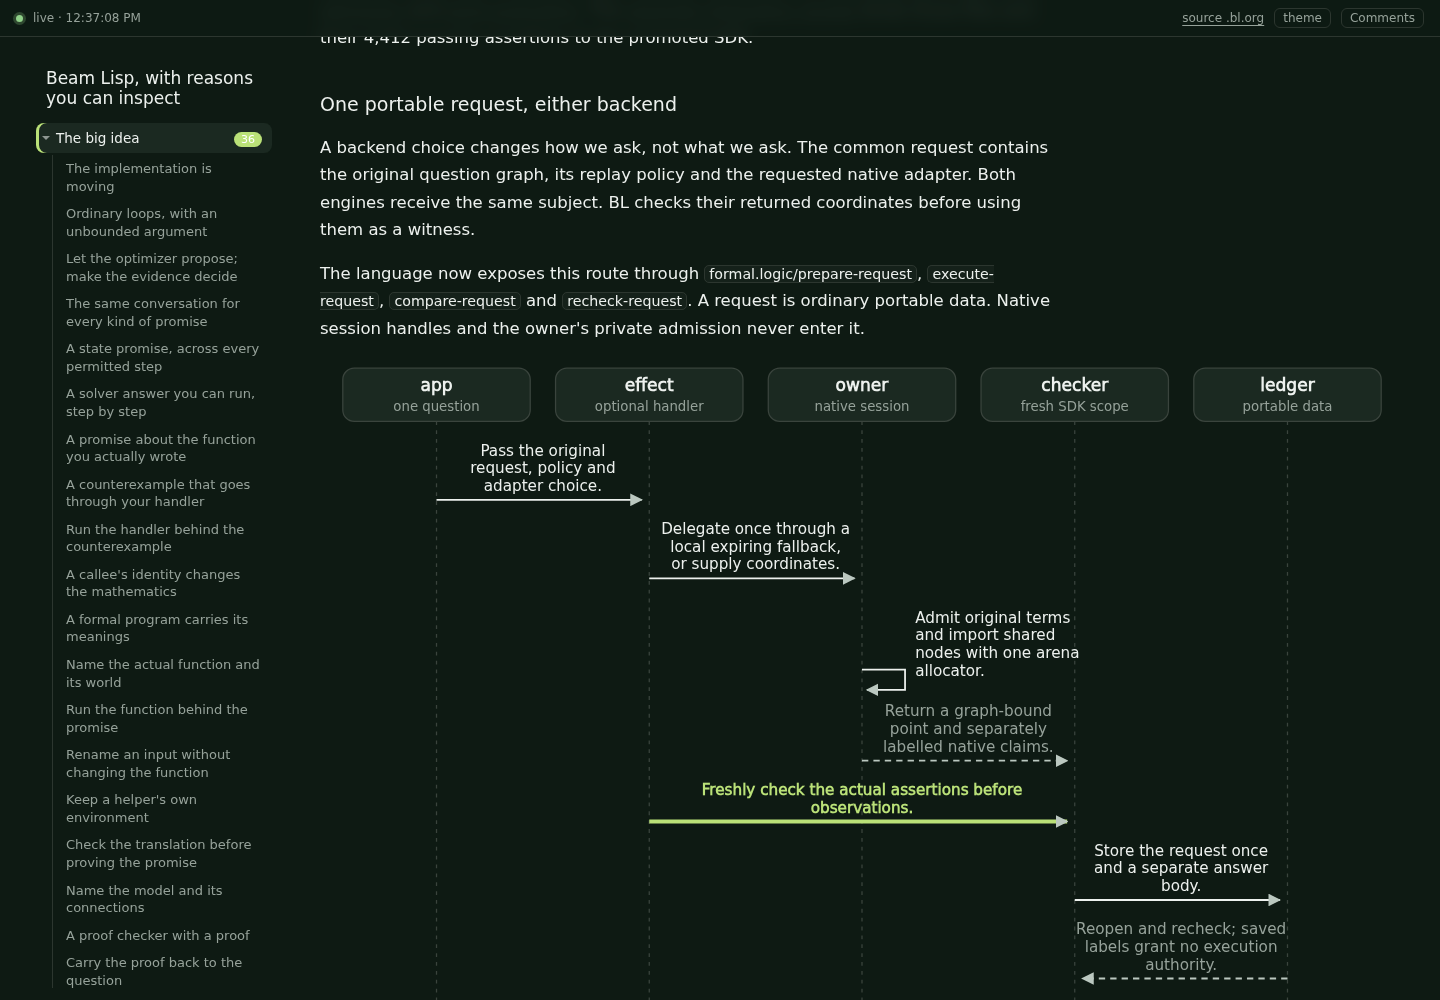 live · 12:37:08 PM
source .bl.org
theme
Comments
their 4,412 passing assertions to the promoted SDK.
Beam Lisp, with reasons
you can inspect
The big idea
36
The implementation is
moving
Ordinary loops, with an
unbounded argument
Let the optimizer propose;
make the evidence decide
The same conversation for
every kind of promise
A state promise, across every
permitted step
A solver answer you can run,
step by step
A promise about the function
you actually wrote
A counterexample that goes
through your handler
Run the handler behind the
counterexample
A callee's identity changes
the mathematics
A formal program carries its
meanings
Name the actual function and
its world
Run the function behind the
promise
Rename an input without
changing the function
Keep a helper's own
environment
Check the translation before
proving the promise
Name the model and its
connections
A proof checker with a proof
Carry the proof back to the
question
One portable request, either backend
A backend choice changes how we ask, not what we ask. The common request contains
the original question graph, its replay policy and the requested native adapter. Both
engines receive the same subject. BL checks their returned coordinates before using
them as a witness.
The language now exposes this route through formal.logic/prepare-request, execute-
request, compare-request and recheck-request. A request is ordinary portable data. Native
session handles and the owner's private admission never enter it.
app
one question
effect
optional handler
owner
native session
checker
fresh SDK scope
ledger
portable data
Pass the original
request, policy and
adapter choice.
Delegate once through a
local expiring fallback,
or supply coordinates.
Admit original terms
and import shared
nodes with one arena
allocator.
Return a graph-bound
point and separately
labelled native claims.
Freshly check the actual assertions before
observations.
Store the request once
and a separate answer
body.
Reopen and recheck; saved
labels grant no execution
authority.